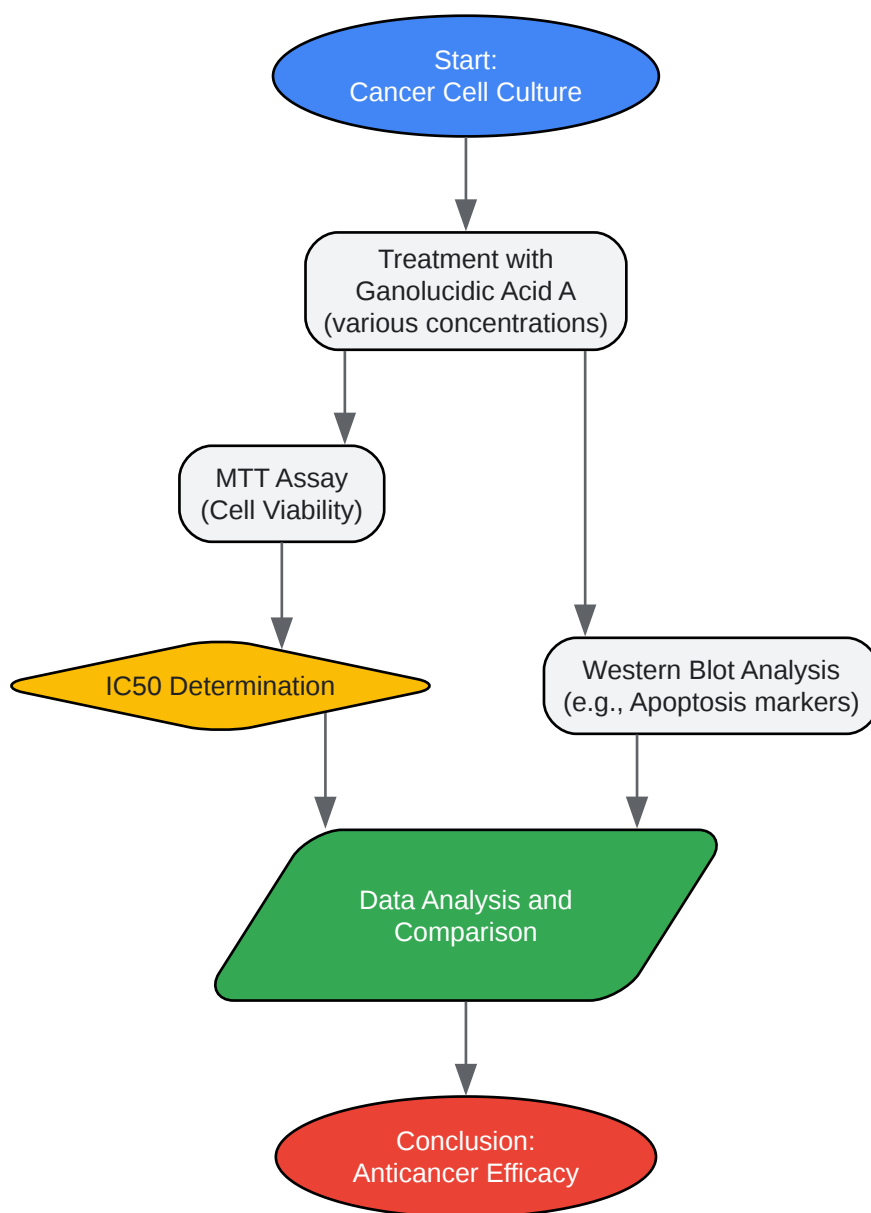 Start:
Cancer Cell Culture
Treatment with
Ganolucidic Acid A
(various concentrations)
MTT Assay
(Cell Viability)
IC50 Determination
Western Blot Analysis
(e.g., Apoptosis markers)
Data Analysis and
Comparison
Conclusion:
Anticancer Efficacy